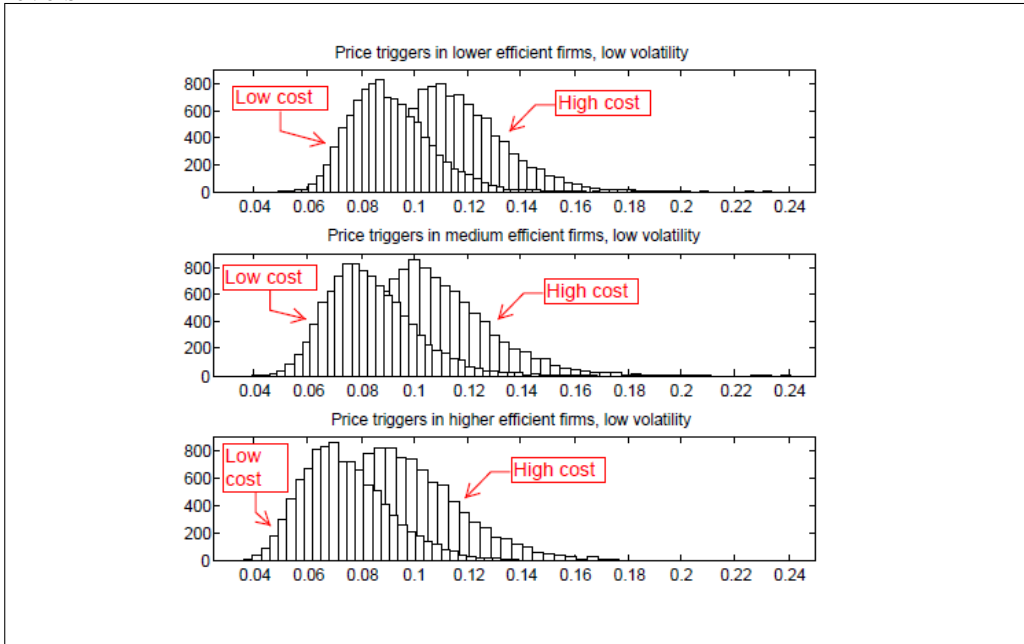 Price triggers in lower efficient firms, low volatility
800
600
400
200
0
Low cost
High cost
0.04 0.06 0.08 0.1 0.12 0.14 0.16 0.18 0.2 0.22 0.24
Price triggers in medium efficient firms, low volatility
800
600
400
200
0
Low cost
High cost
0.04 0.06 0.08 0.1 0.12 0.14 0.16 0.18 0.2 0.22 0.24
Price triggers in higher efficient firms, low volatility
800
600
400
200
0
Low
cost
High cost
0.04 0.06 0.08 0.1 0.12 0.14 0.16 0.18 0.2 0.22 0.24